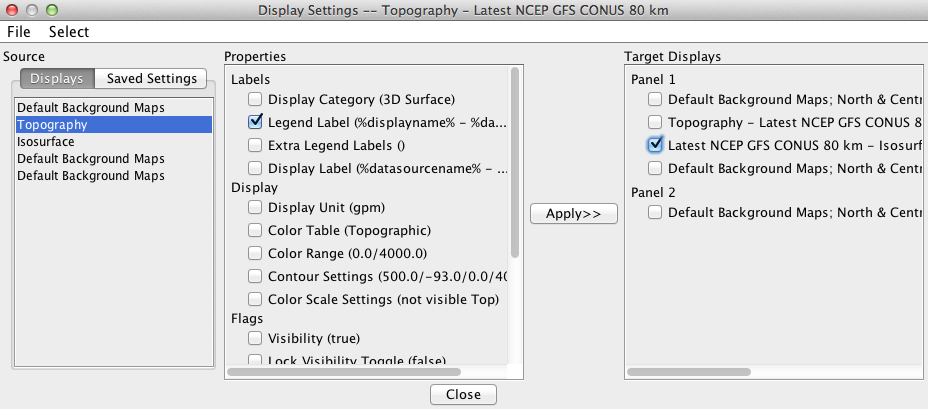 Display Settings -- Topography - Latest NCEP GFS CONUS 80 km
File Select
Source
Displays Saved Settings
Default Background Maps
Topography
Isosurface
Default Background Maps
Default Background Maps
Properties
Labels
Display Category (3D Surface)
Legend Label (%displayname% - %da...
Extra Legend Labels ()
Display Label (%datasourcename% - ...
Display
Display Unit (gpm)
Color Table (Topographic)
Color Range (0.0/4000.0)
Contour Settings (500.0/-93.0/0.0/40
Color Scale Settings (not visible Top)
Flags
Visibility (true)
Lock Visibility Toggle (false)
Apply>>
Target Displays
Panel 1
Default Background Maps; North & Centr
Topography - Latest NCEP GFS CONUS 8
Latest NCEP GFS CONUS 80 km - Isosurf
Default Background Maps; North & Centr
Panel 2
Default Background Maps; North & Centr
Close